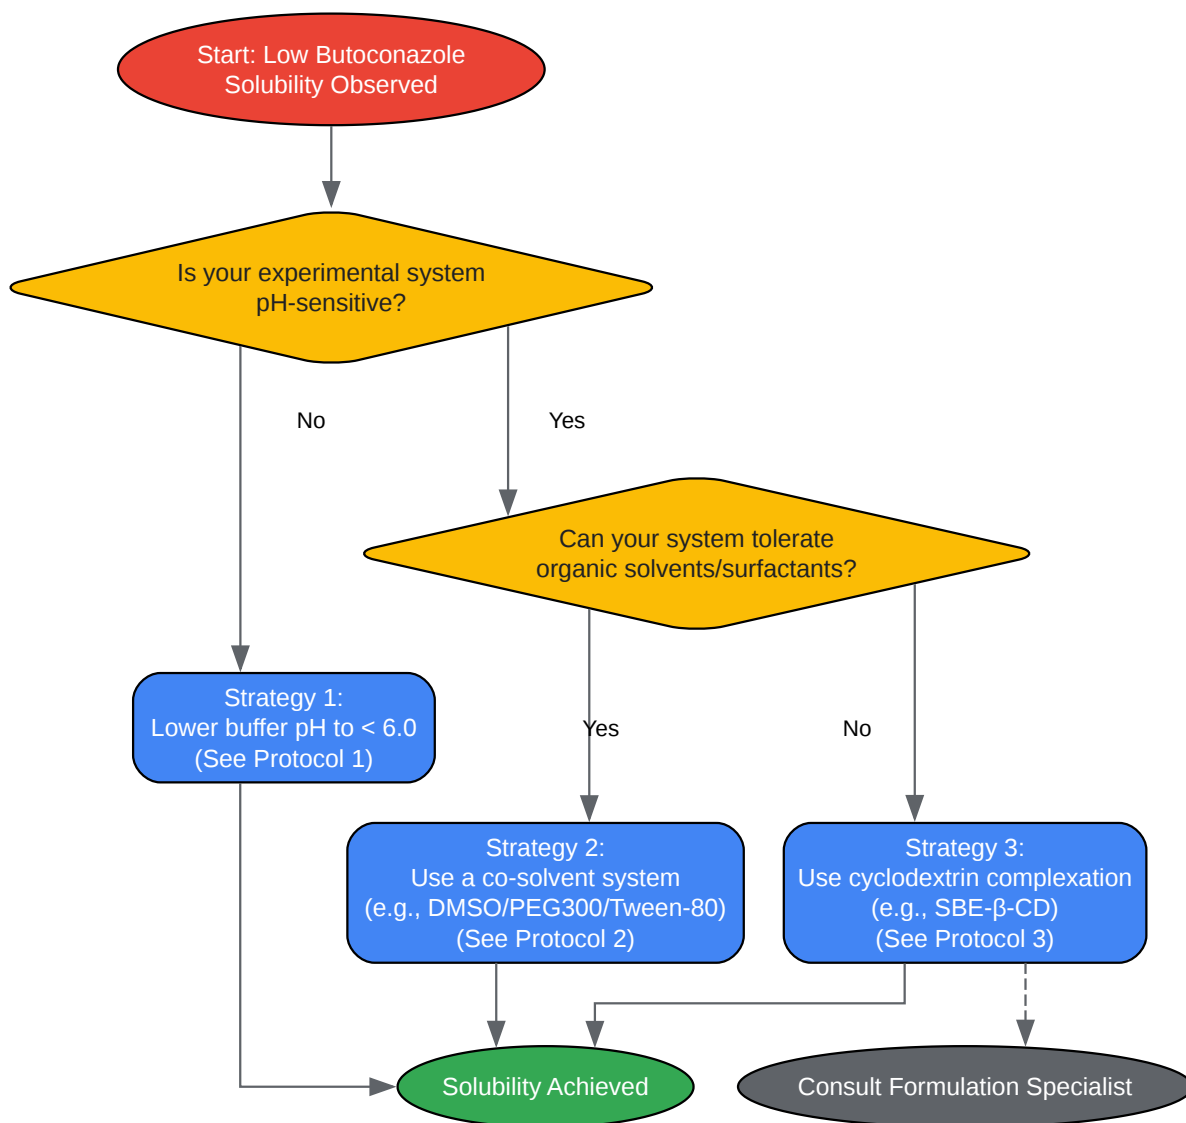 Start: Low Butoconazole
Solubility Observed
Is your experimental system
pH-sensitive?
No
Yes
Can your system tolerate
organic solvents/surfactants?
Strategy 1:
Lower buffer pH to < 6.0
(See Protocol 1)
Yes
No
Strategy 2:
Use a co-solvent system
(e.g., DMSO/PEG300/Tween-80)
(See Protocol 2)
Strategy 3:
Use cyclodextrin complexation
(e.g., SBE-β-CD)
(See Protocol 3)
Solubility Achieved
Consult Formulation Specialist